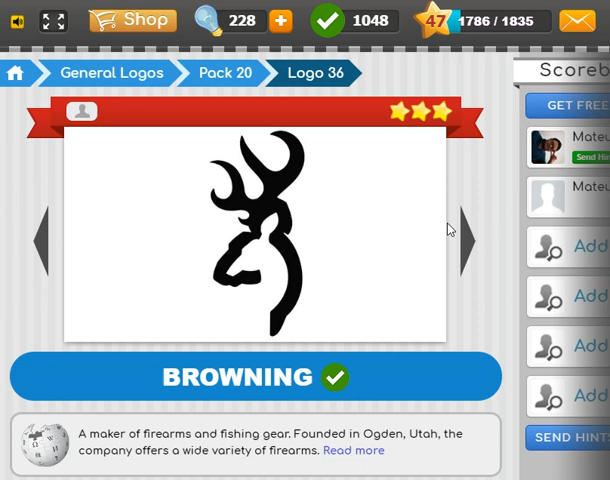 Shop
228
1048
47
1786 / 1835
General Logos
Pack 20
Logo 36
Scoreb
GET FREE
Mateu
Send Hin
Mateu
Add
Add
Add
Add
SEND HINTS
BROWNING
A maker of firearms and fishing gear. Founded in Ogden, Utah, the
company offers a wide variety of firearms. Read more